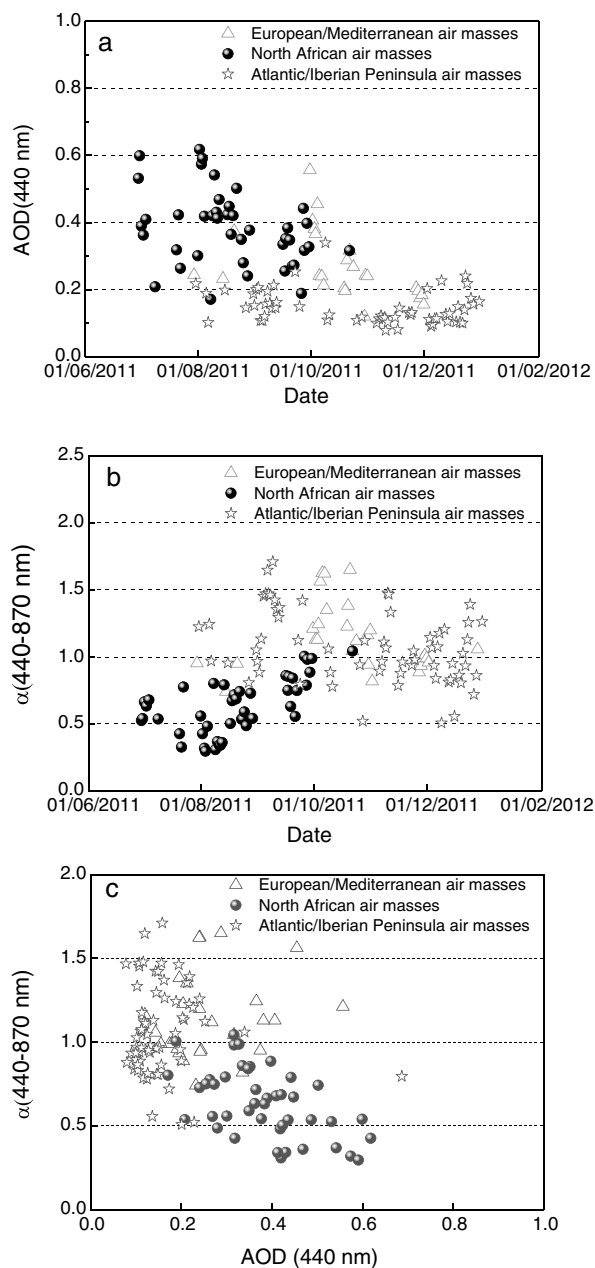 a
European/Mediterranean air masses
North African air masses
Atlantic/Iberian Peninsula air masses
1.0
0.8
0.6
0.4
0.2
0.0
AOD(440 nm)
01/06/2011 01/08/2011 01/10/2011 01/12/2011 01/02/2012
Date
b
European/Mediterranean air masses
North African air masses
Atlantic/Iberian Peninsula air masses
2.5
2.0
1.5
1.0
0.5
0.0
α(440-870 nm)
01/06/2011 01/08/2011 01/10/2011 01/12/2011 01/02/2012
Date
c
European/Mediterranean air masses
North African air masses
Atlantic/Iberian Peninsula air masses
2.0
1.5
1.0
0.5
0.0
α(440-870 nm)
0.0 0.2 0.4 0.6 0.8 1.0
AOD (440 nm)